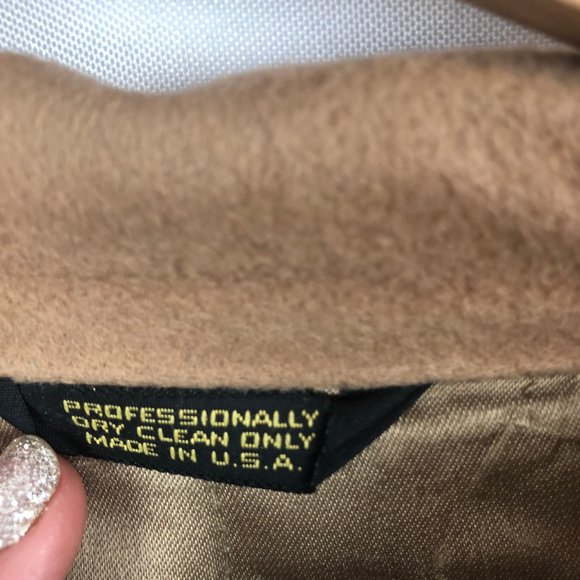 PROFESSIONALLY
DRY CLEAN ONLY
MADE IN U.S.A.